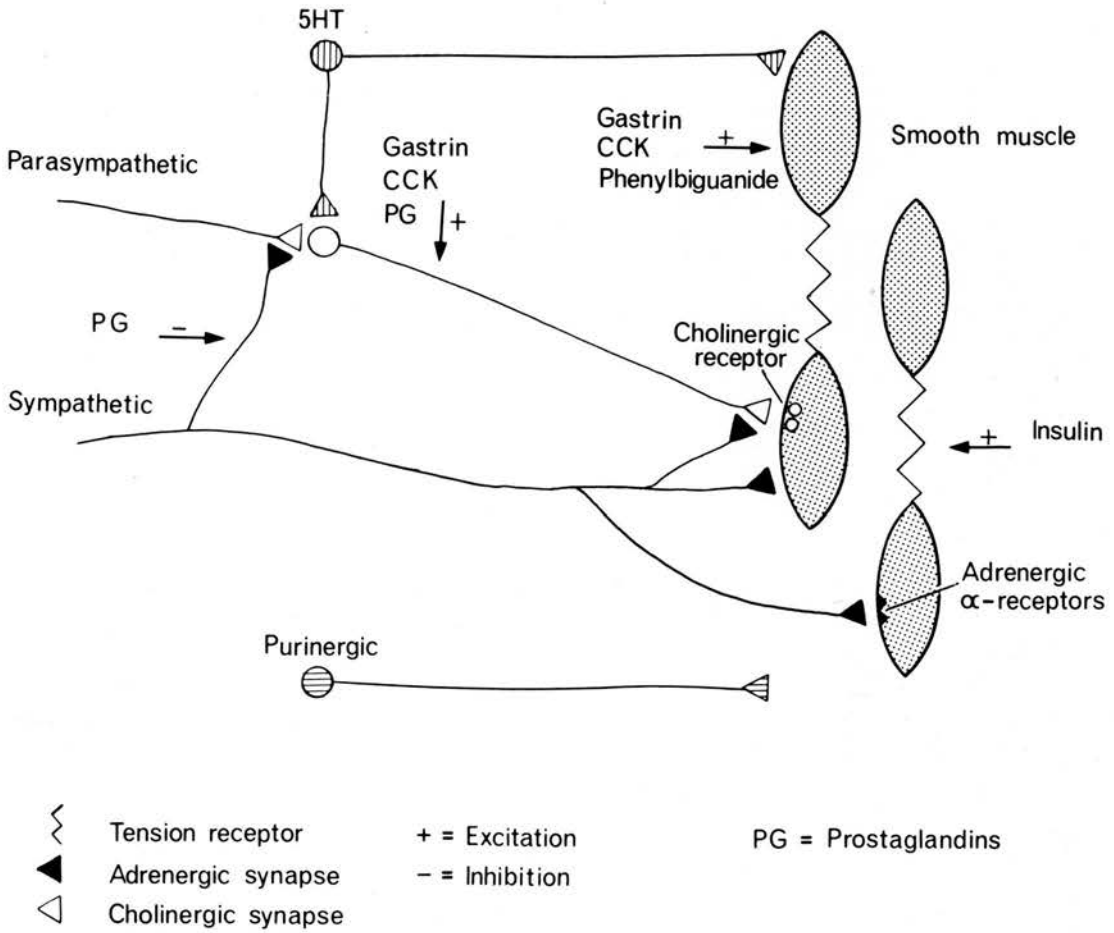 5HT
Gastrin
CCK
PG
+
Gastrin
CCK
Phenylbiguanide
+
Smooth muscle
Parasympathetic
PG
–
Cholinergic
receptor
Sympathetic
+
Insulin
Adrenergic
α-receptors
Purinergic
Tension receptor
Adrenergic synapse
Cholinergic synapse
+ = Excitation
– = Inhibition
PG = Prostaglandins